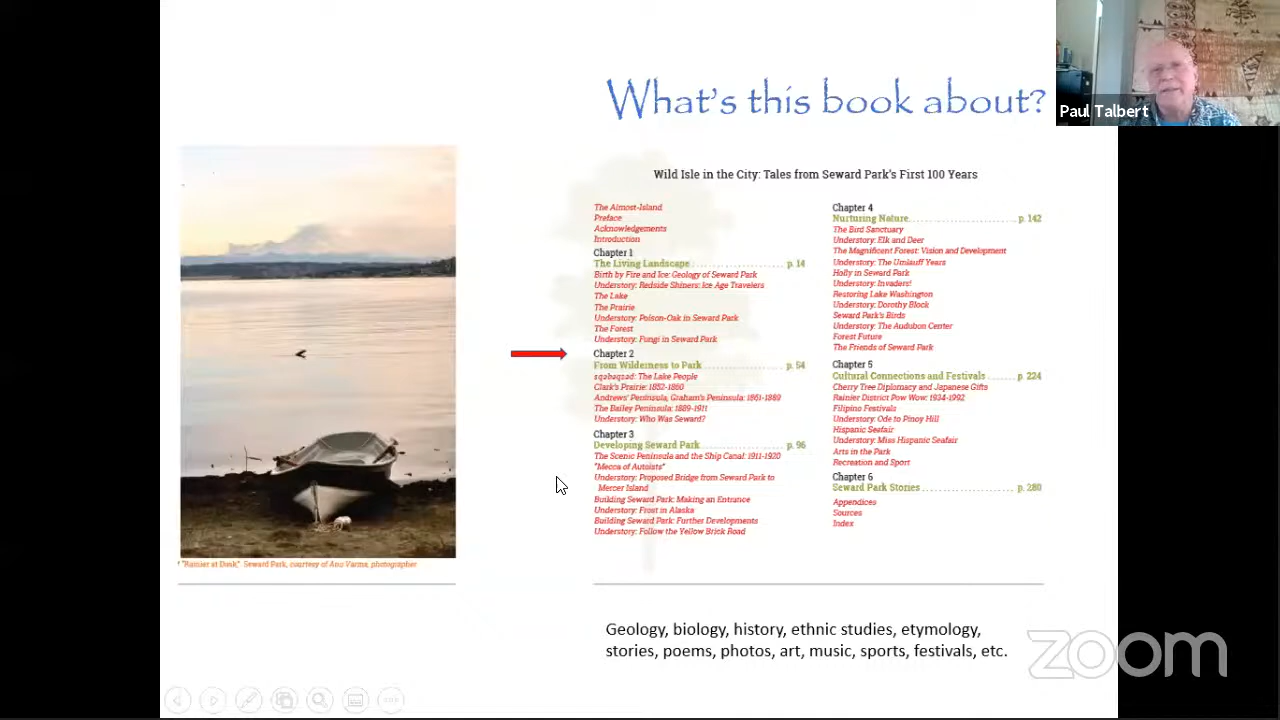 What's this book about?
Paul Talbert
Wild Isle in the City: Tales from Seward Park's First 100 Years
The Almost-Island
Preface
Acknowledgements
Introduction
Chapter 1
The Living Landscape p. 14
Birth by Fire and Ice: Geology of Seward Park
Understory: Redside Shiners: Ice Age Travelers
The Lake
The Prairie
Understory: Poison-Oak in Seward Park
The Forest
Understory: Fungi in Seward Park
Chapter 2
From Wilderness to Park p. 54
The Lake People
Clark's Prairie: 1852-1860
Andrews' Peninsula, Graham's Peninsula: 1861-1889
The Bailey Peninsula: 1889-1911
Understory: Who Was Seward?
Chapter 3
Developing Seward Park p. 96
The Scenic Peninsula and the Ship Canal: 1911-1920
"Mecca of Autoists"
Understory: Proposed Bridge from Seward Park to
Mercer Island
Building Seward Park: Making an Entrance
Understory: Frost in Alaska
Building Seward Park: Further Developments
Understory: Follow the Yellow Brick Road
Chapter 4
Nurturing Nature p. 142
The Bird Sanctuary
Understory: Elk and Deer
The Magnificent Forest: Vision and Development
Understory: The Umlauff Years
Holly in Seward Park
Understory: Invaders!
Restoring Lake Washington
Understory: Dorothy Block
Seward Park's Birds
Understory: The Audubon Center
Forest Future
The Friends of Seward Park
Chapter 5
Cultural Connections and Festivals p. 224
Cherry Tree Diplomacy and Japanese Gifts
Rainier District Pow Wow: 1934-1992
Filipino Festivals
Understory: Ode to Pinoy Hill
Hispanic Seafair
Understory: Miss Hispanic Seafair
Arts in the Park
Recreation and Sport
Chapter 6
Seward Park Stories p. 280
Appendices
Sources
Index
"Rainier at Dusk," Seward Park, courtesy of Anu Varma, photographer
Geology, biology, history, ethnic studies, etymology,
stories, poems, photos, art, music, sports, festivals, etc.
zoom